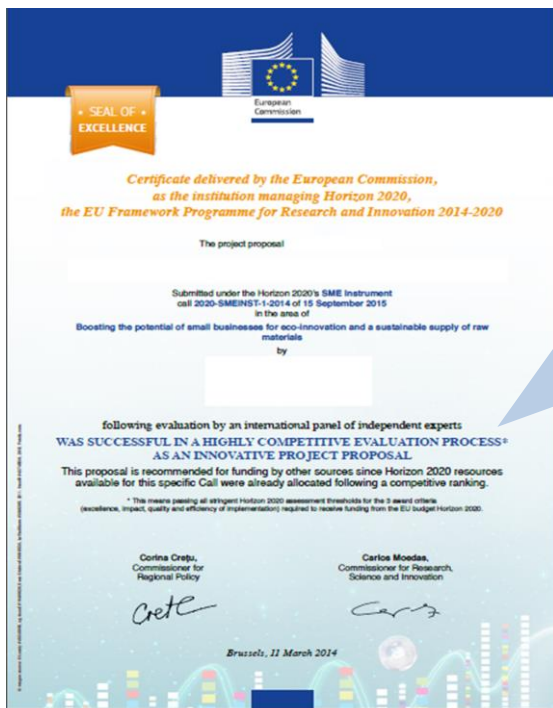 European
Commission
• SEAL OF •
EXCELLENCE
Certificate delivered by the European Commission,
as the institution managing Horizon 2020,
the EU Framework Programme for Research and Innovation 2014-2020
The project proposal
Submitted under the Horizon 2020's SME Instrument
call 2020-SMEINST-1-2014 of 15 September 2015
in the area of
Boosting the potential of small businesses for eco-innovation and a sustainable supply of raw
materials
by
following evaluation by an international panel of independent experts
WAS SUCCESSFUL IN A HIGHLY COMPETITIVE EVALUATION PROCESS*
AS AN INNOVATIVE PROJECT PROPOSAL
This proposal is recommended for funding by other sources since Horizon 2020 resources
available for this specific Call were already allocated following a competitive ranking.
* This means passing all stringent Horizon 2020 assessment thresholds for the 3 award criteria
(excellence, impact, quality and efficiency of implementation) required to receive funding from the EU budget Horizon 2020.
Corina Crețu,
Commissioner for
Regional Policy
Carlos Moedas,
Commissioner for Research,
Science and Innovation
Brussels, 11 March 2014